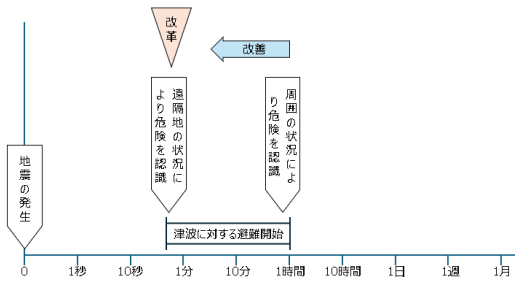 改革
改善
遠隔地の状況に
より危険を認識
周囲の状況によ
り危険を認識
地震の発生
津波に対する避難開始
0 1秒 10秒 1分 10分 1時間 10時間 1日 1週 1月